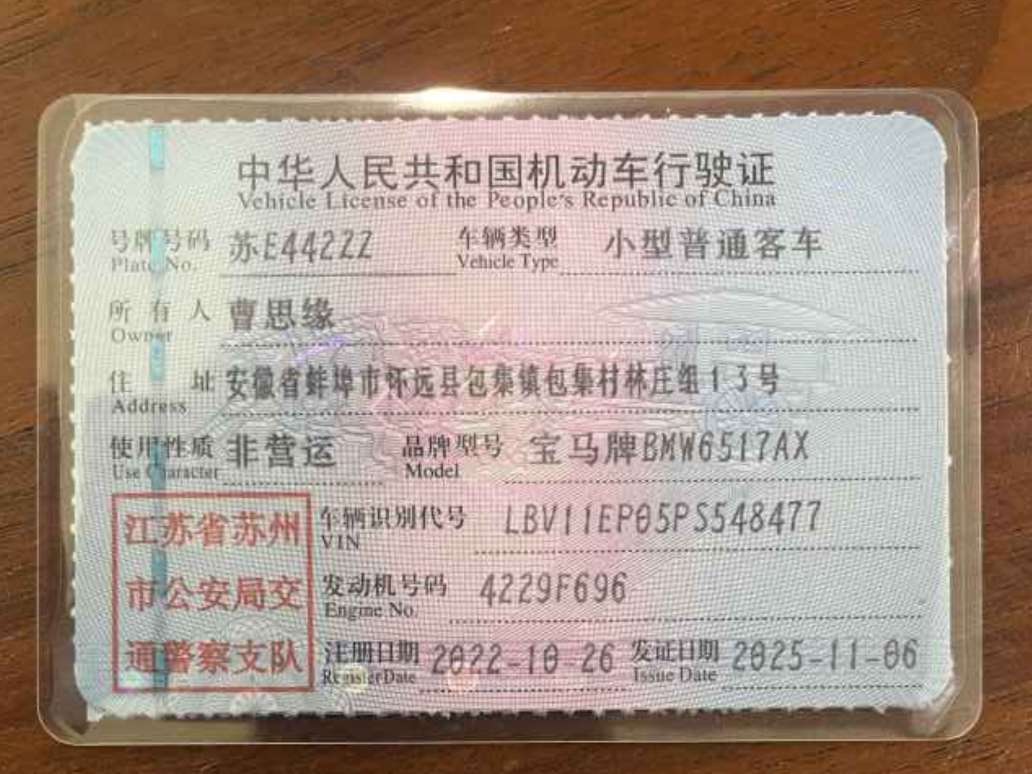 中华人民共和国机动车行驶证
Vehicle License of the People's Republic of China
号牌号码 苏E44222 车辆类型 小型普通客车
Plate No. Vehicle Type
所有人 曹思缘
Owner
住址 安徽省蚌埠市怀远县包集镇包集村林庄组13号
Address
使用性质 非营运 品牌型号 宝马牌BMW6517AX
Use Character Model
江苏省苏州 车辆识别代号 LBV11EP05PS548477
VIN
市公安局交 发动机号码 4229F696
Engine No.
通警察支队 注册日期 2022-10-26 发证日期 2025-11-06
Register Date Issue Date